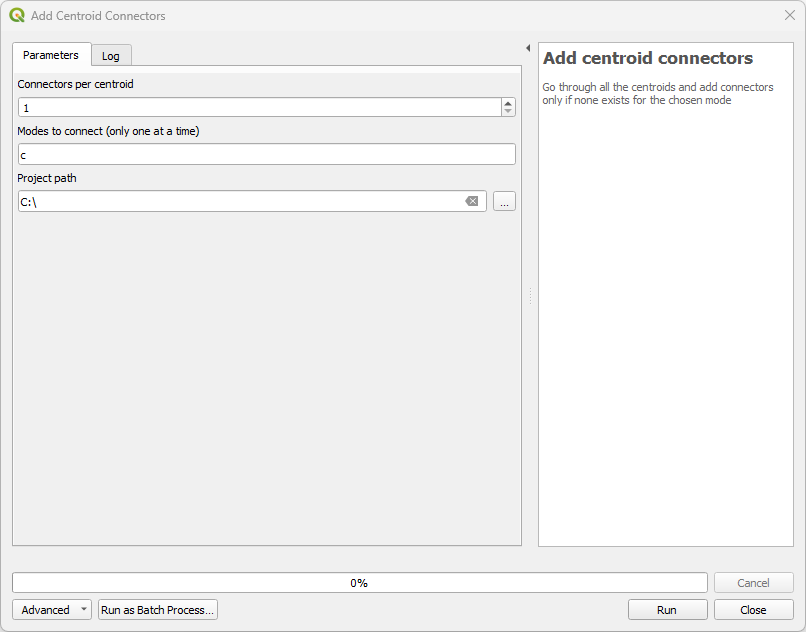 Add Centroid Connectors
Parameters
Log
Connectors per centroid
1
Modes to connect (only one at a time)
c
Project path
C:\
...
Add centroid connectors
Go through all the centroids and add connectors
only if none exists for the chosen mode
0%
Cancel
Advanced
Run as Batch Process...
Run
Close